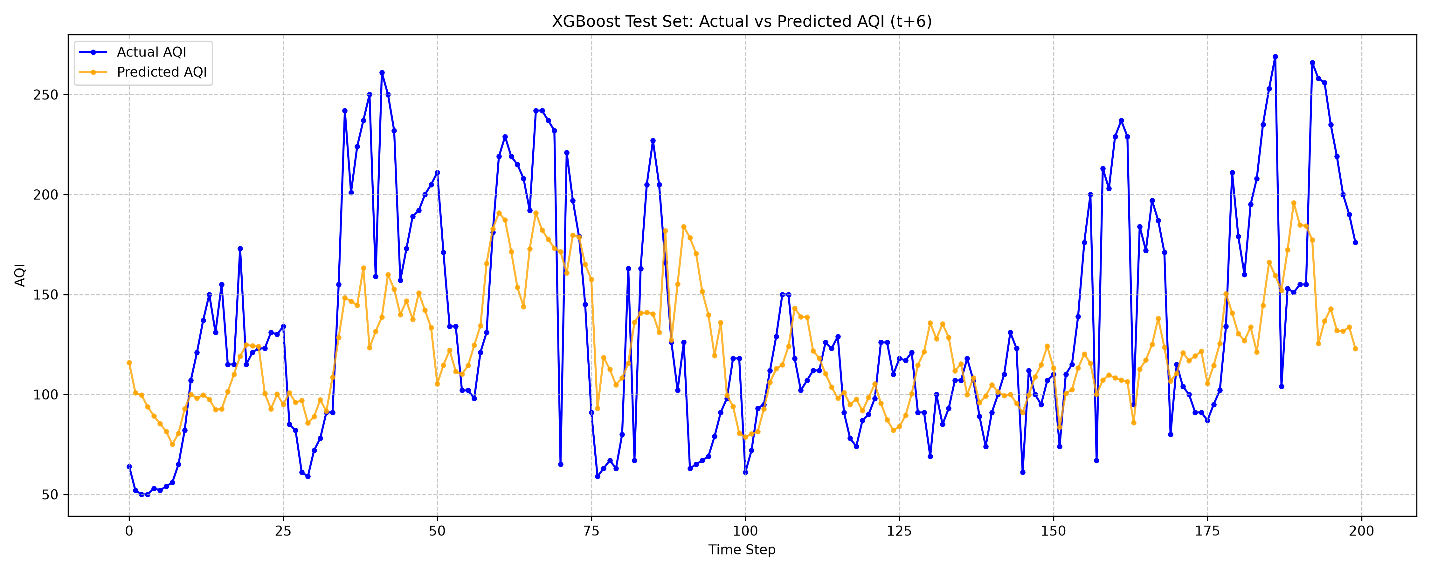 XGBoost Test Set: Actual vs Predicted AQI (t+6)
Actual AQI
Predicted AQI
250
200
150
100
50
AQI
0 25 50 75 100 125 150 175 200
Time Step